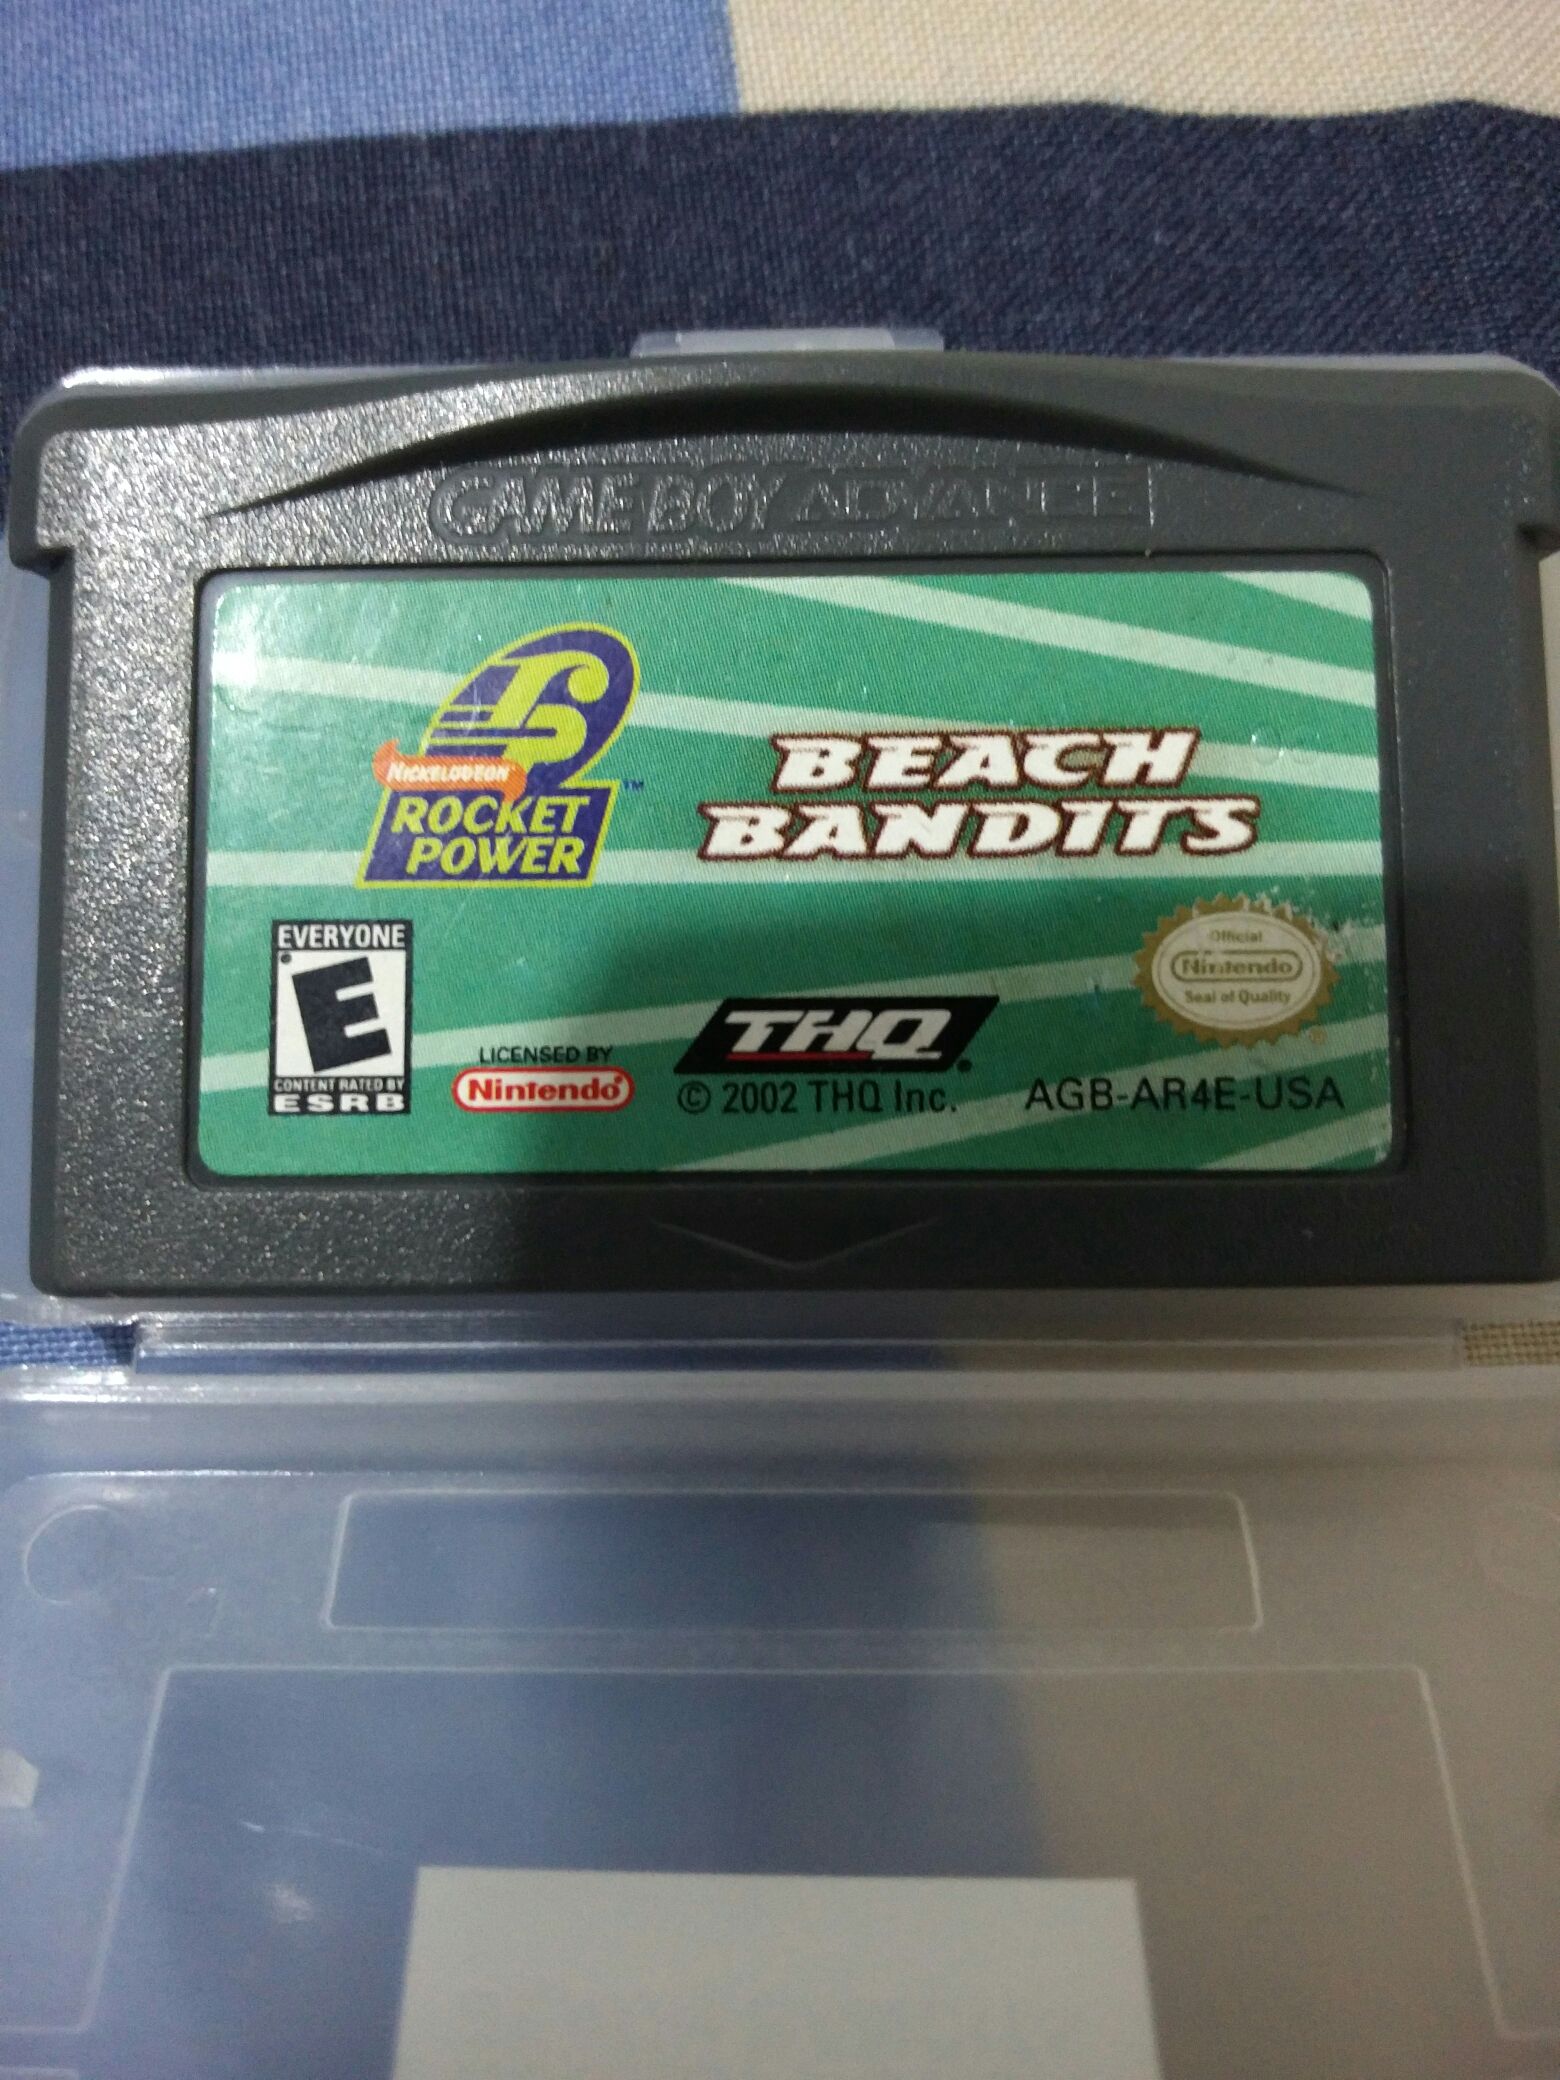 GAME BOY ADVANCE
NICKELODEON
ROCKET
POWER
TM
BEACH
BANDITS
EVERYONE
E
CONTENT RATED BY
ESRB
LICENSED BY
Nintendo®
THQ®
© 2002 THQ Inc.
Official
Nintendo
Seal of Quality
®
AGB-AR4E-USA